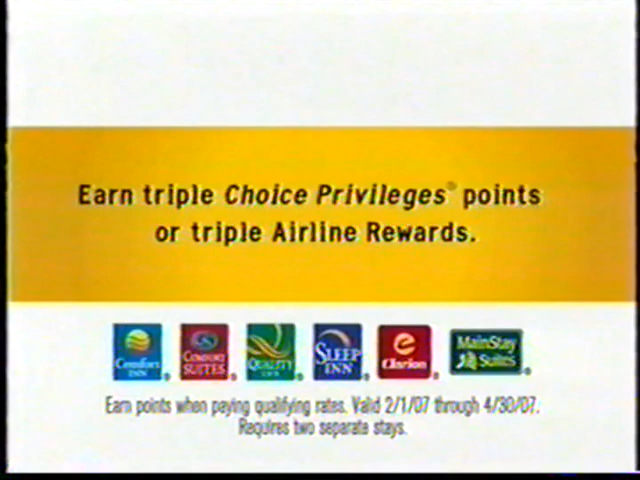 Earn triple Choice Privileges® points
or triple Airline Rewards.
Comfort INN
COMFORT SUITES
QUALITY INN
SLEEP INN
Clarion
MainStay Suites
Earn points when paying qualifying rates. Valid 2/1/07 through 4/30/07.
Requires two separate stays.